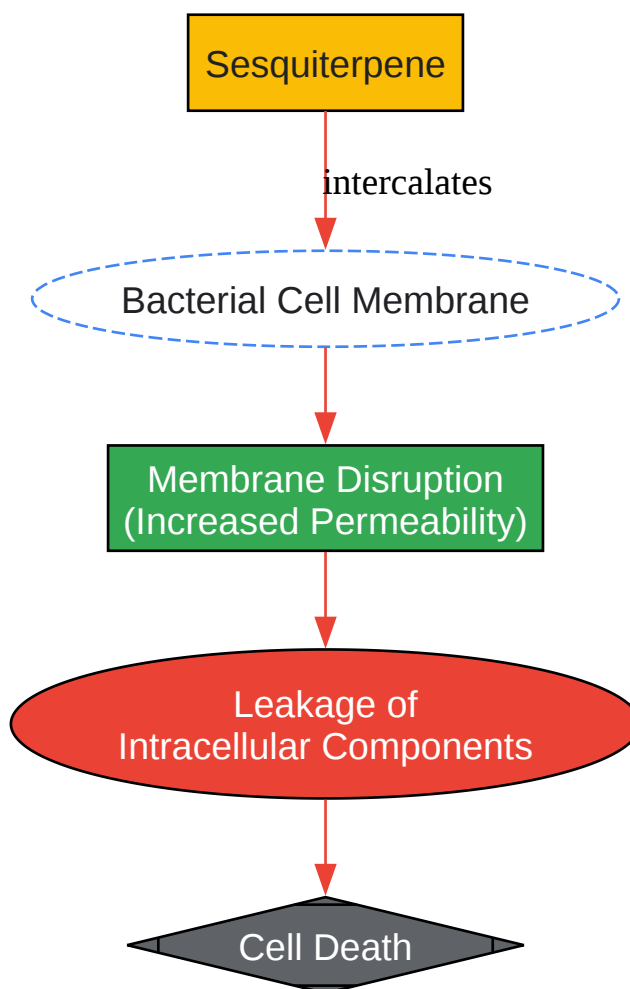 Sesquiterpene
intercalates
Bacterial Cell Membrane
Membrane Disruption
(Increased Permeability)
Leakage of
Intracellular Components
Cell Death